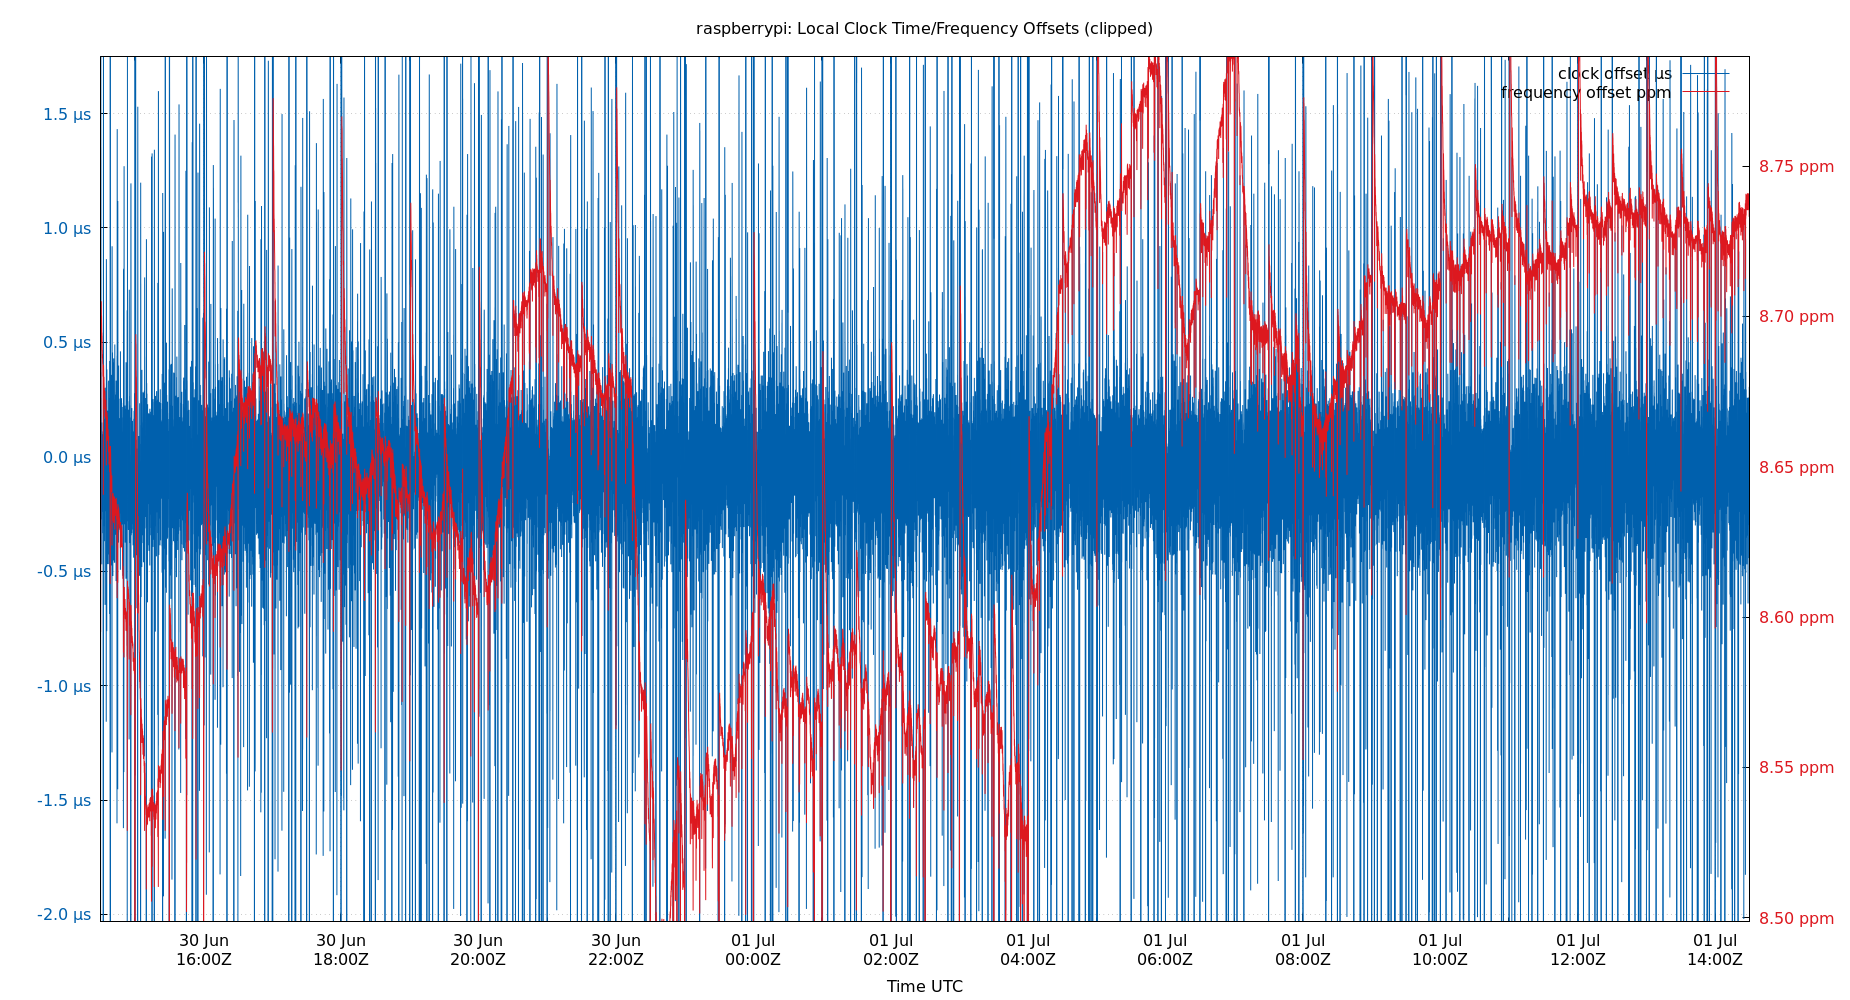 raspberrypi: Local Clock Time/Frequency Offsets (clipped)
clock offset µs
frequency offset ppm
1.5 µs
1.0 µs
0.5 µs
0.0 µs
-0.5 µs
-1.0 µs
-1.5 µs
-2.0 µs
8.75 ppm
8.70 ppm
8.65 ppm
8.60 ppm
8.55 ppm
8.50 ppm
30 Jun 30 Jun 30 Jun 30 Jun 01 Jul 01 Jul 01 Jul 01 Jul 01 Jul 01 Jul 01 Jul 01 Jul
16:00Z 18:00Z 20:00Z 22:00Z 00:00Z 02:00Z 04:00Z 06:00Z 08:00Z 10:00Z 12:00Z 14:00Z
Time UTC